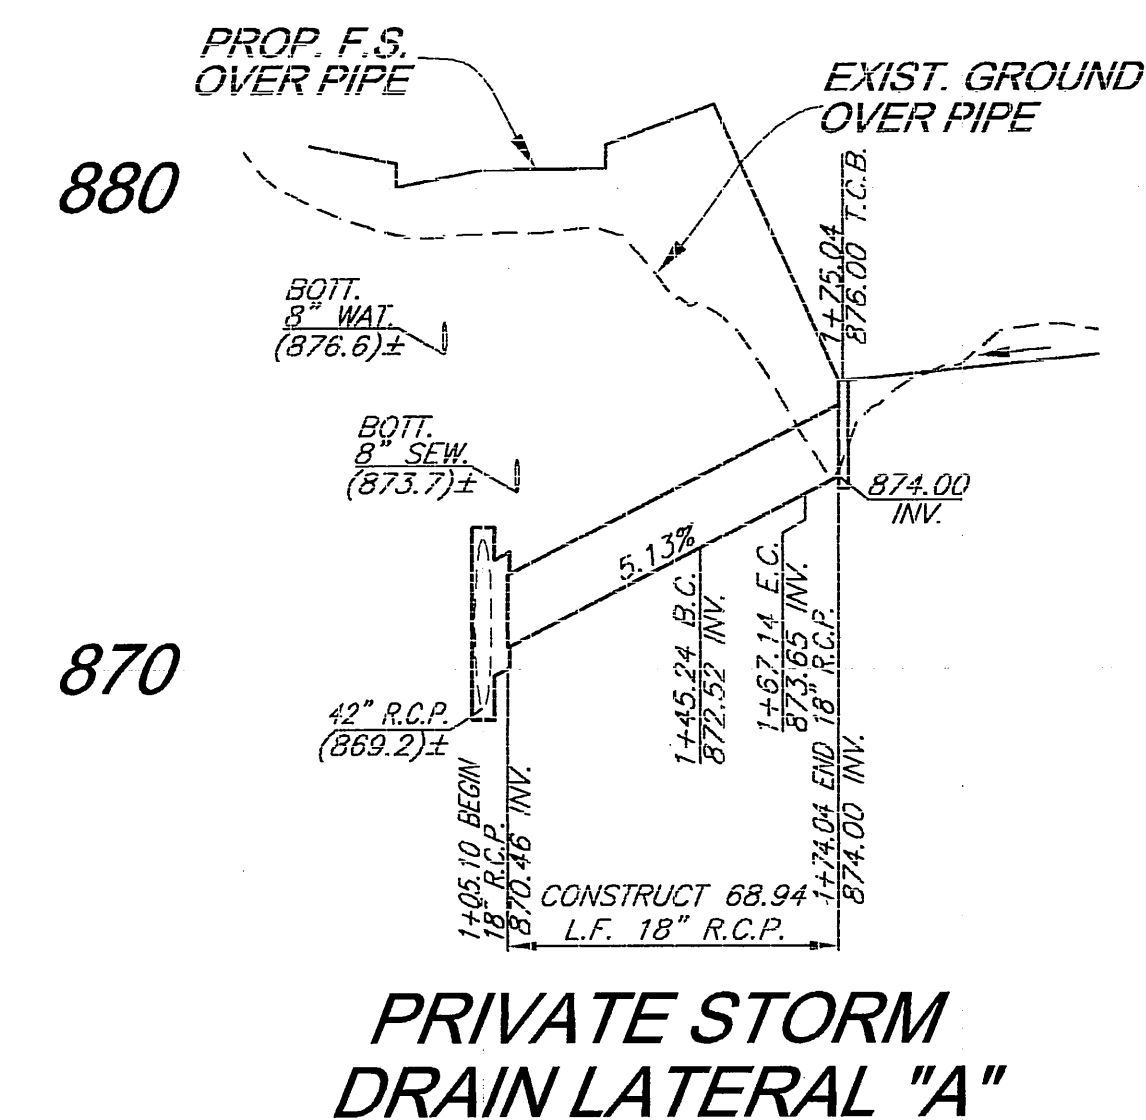 PROP. F.S.
OVER PIPE
EXIST. GROUND
OVER PIPE
880
1+75.04
876.00 T.C.B.
BOTT.
8" WAT.
(876.6)±
BOTT.
8" SEW.
(873.7)±
874.00
INV.
5.13%
870
1+45.24 B.C.
872.52 INV.
1+67.14 E.C.
873.65 INV.
42" R.C.P.
(869.2)±
1+05.10 BEGIN
18" R.C.P.
870.46 INV.
1+74.04 END 18" R.C.P.
874.00 INV.
CONSTRUCT 68.94
L.F. 18" R.C.P.
PRIVATE STORM
DRAIN LATERAL "A"